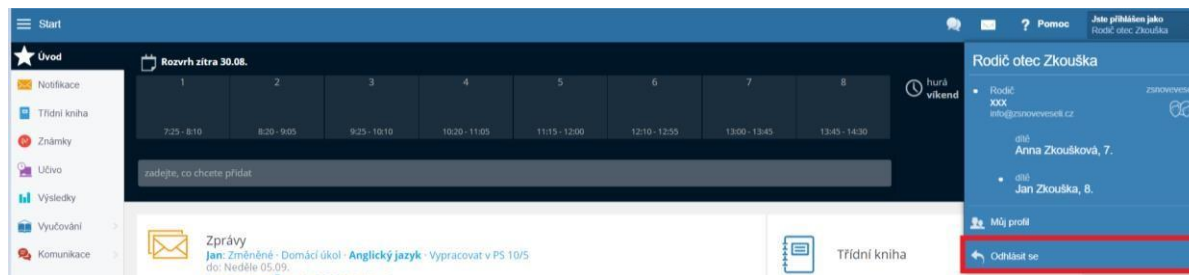 Start
Pomoc
Jste přihlášen jako
Rodič otec Zkouška
Úvod
Notifikace
Třídní kniha
Známky
Učivo
Výsledky
Vyučování
Komunikace
Rozvrh zítra 30.08.
1 2 3 4 5 6 7 8
7:25 - 8:10 8:20 - 9:05 9:25 - 10:10 10:20 - 11:05 11:15 - 12:00 12:10 - 12:55 13:00 - 13:45 13:45 - 14:30
hurá
víkend
zadejte, co chcete přidat
Zprávy
Jan: Změněné · Domácí úkol · Anglický jazyk · Vypracovat v PS 10/5
do: Neděle 05.09.
Třídní kniha
Rodič otec Zkouška
Rodič
xxx
info@zsnoveveseli.cz
dítě
Anna Zkoušková, 7.
dítě
Jan Zkouška, 8.
Můj profil
Odhlásit se